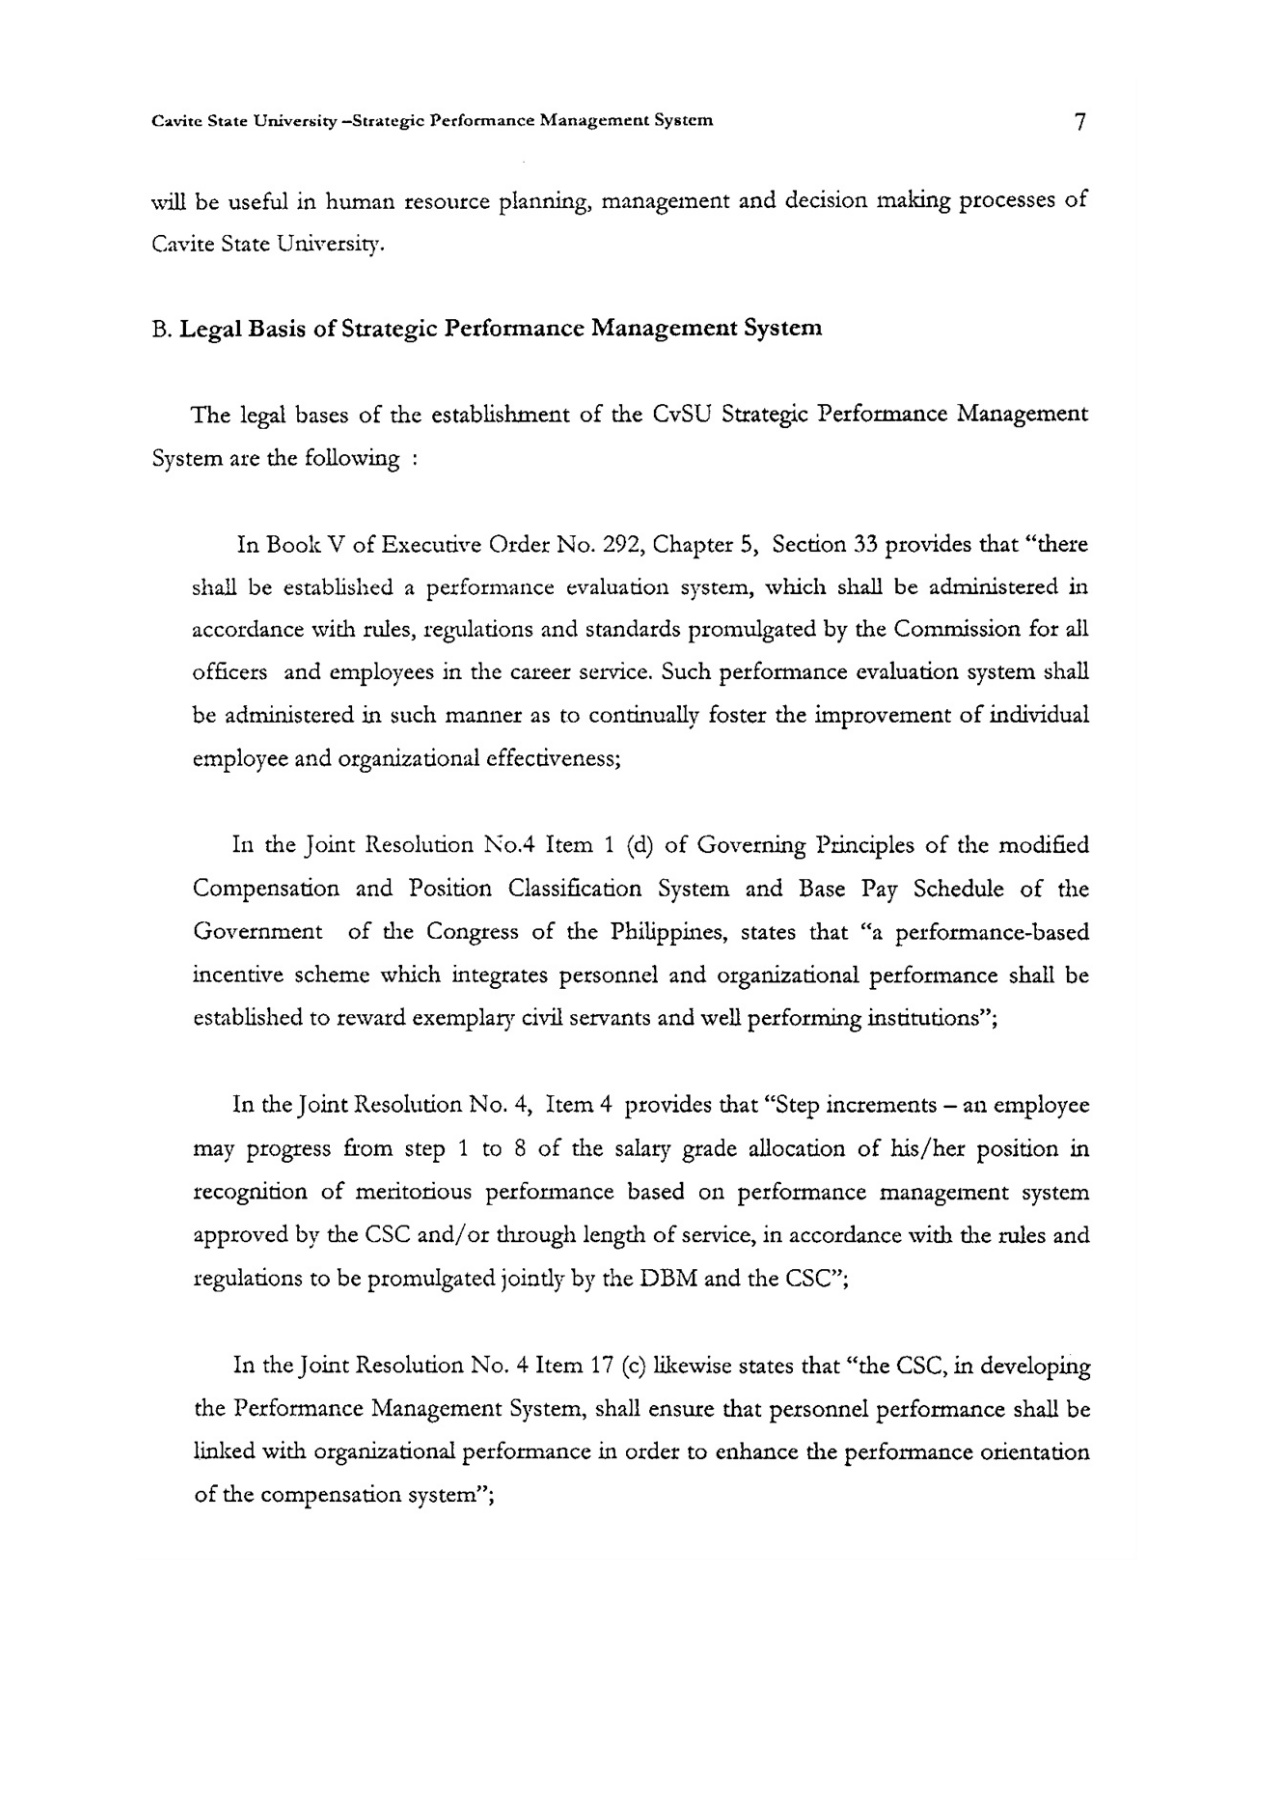 Cavite State University –Strategic Performance Management System 7
will be useful in human resource planning, management and decision making processes of
Cavite State University.
B. Legal Basis of Strategic Performance Management System
The legal bases of the establishment of the CvSU Strategic Performance Management
System are the following :
In Book V of Executive Order No. 292, Chapter 5, Section 33 provides that “there
shall be established a performance evaluation system, which shall be administered in
accordance with rules, regulations and standards promulgated by the Commission for all
officers and employees in the career service. Such performance evaluation system shall
be administered in such manner as to continually foster the improvement of individual
employee and organizational effectiveness;
In the Joint Resolution No.4 Item 1 (d) of Governing Principles of the modified
Compensation and Position Classification System and Base Pay Schedule of the
Government of the Congress of the Philippines, states that “a performance-based
incentive scheme which integrates personnel and organizational performance shall be
established to reward exemplary civil servants and well performing institutions”;
In the Joint Resolution No. 4, Item 4 provides that “Step increments – an employee
may progress from step 1 to 8 of the salary grade allocation of his/her position in
recognition of meritorious performance based on performance management system
approved by the CSC and/or through length of service, in accordance with the rules and
regulations to be promulgated jointly by the DBM and the CSC”;
In the Joint Resolution No. 4 Item 17 (c) likewise states that “the CSC, in developing
the Performance Management System, shall ensure that personnel performance shall be
linked with organizational performance in order to enhance the performance orientation
of the compensation system”;